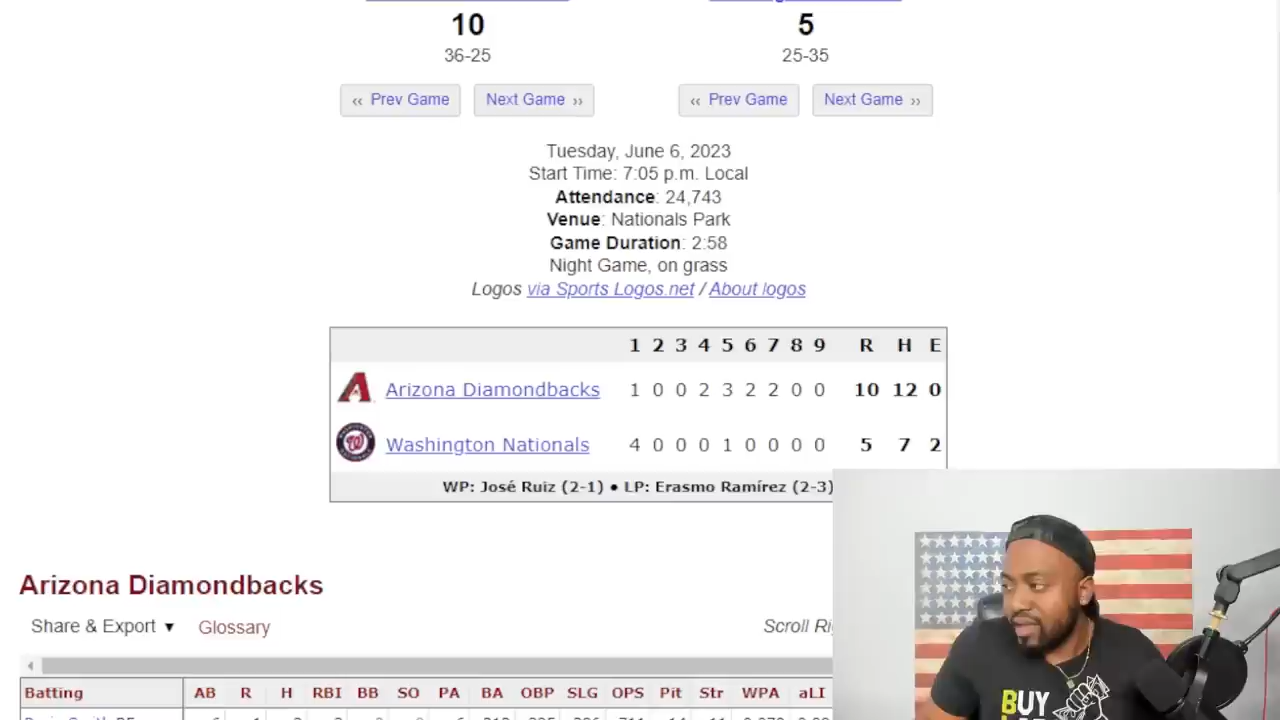 10 5
36-25 25-35
‹‹ Prev Game Next Game ›› ‹‹ Prev Game Next Game ››
Tuesday, June 6, 2023
Start Time: 7:05 p.m. Local
Attendance: 24,743
Venue: Nationals Park
Game Duration: 2:58
Night Game, on grass
Logos via Sports Logos.net / About logos
1 2 3 4 5 6 7 8 9 R H E
Arizona Diamondbacks 1 0 0 2 3 2 2 0 0 10 12 0
Washington Nationals 4 0 0 0 1 0 0 0 0 5 7 2
WP: José Ruiz (2-1) • LP: Erasmo Ramírez (2-3)
Arizona Diamondbacks
Share & Export ▼ Glossary Scroll Ri
Batting AB R H RBI BB SO PA BA OBP SLG OPS Pit Str WPA aLI
BUY